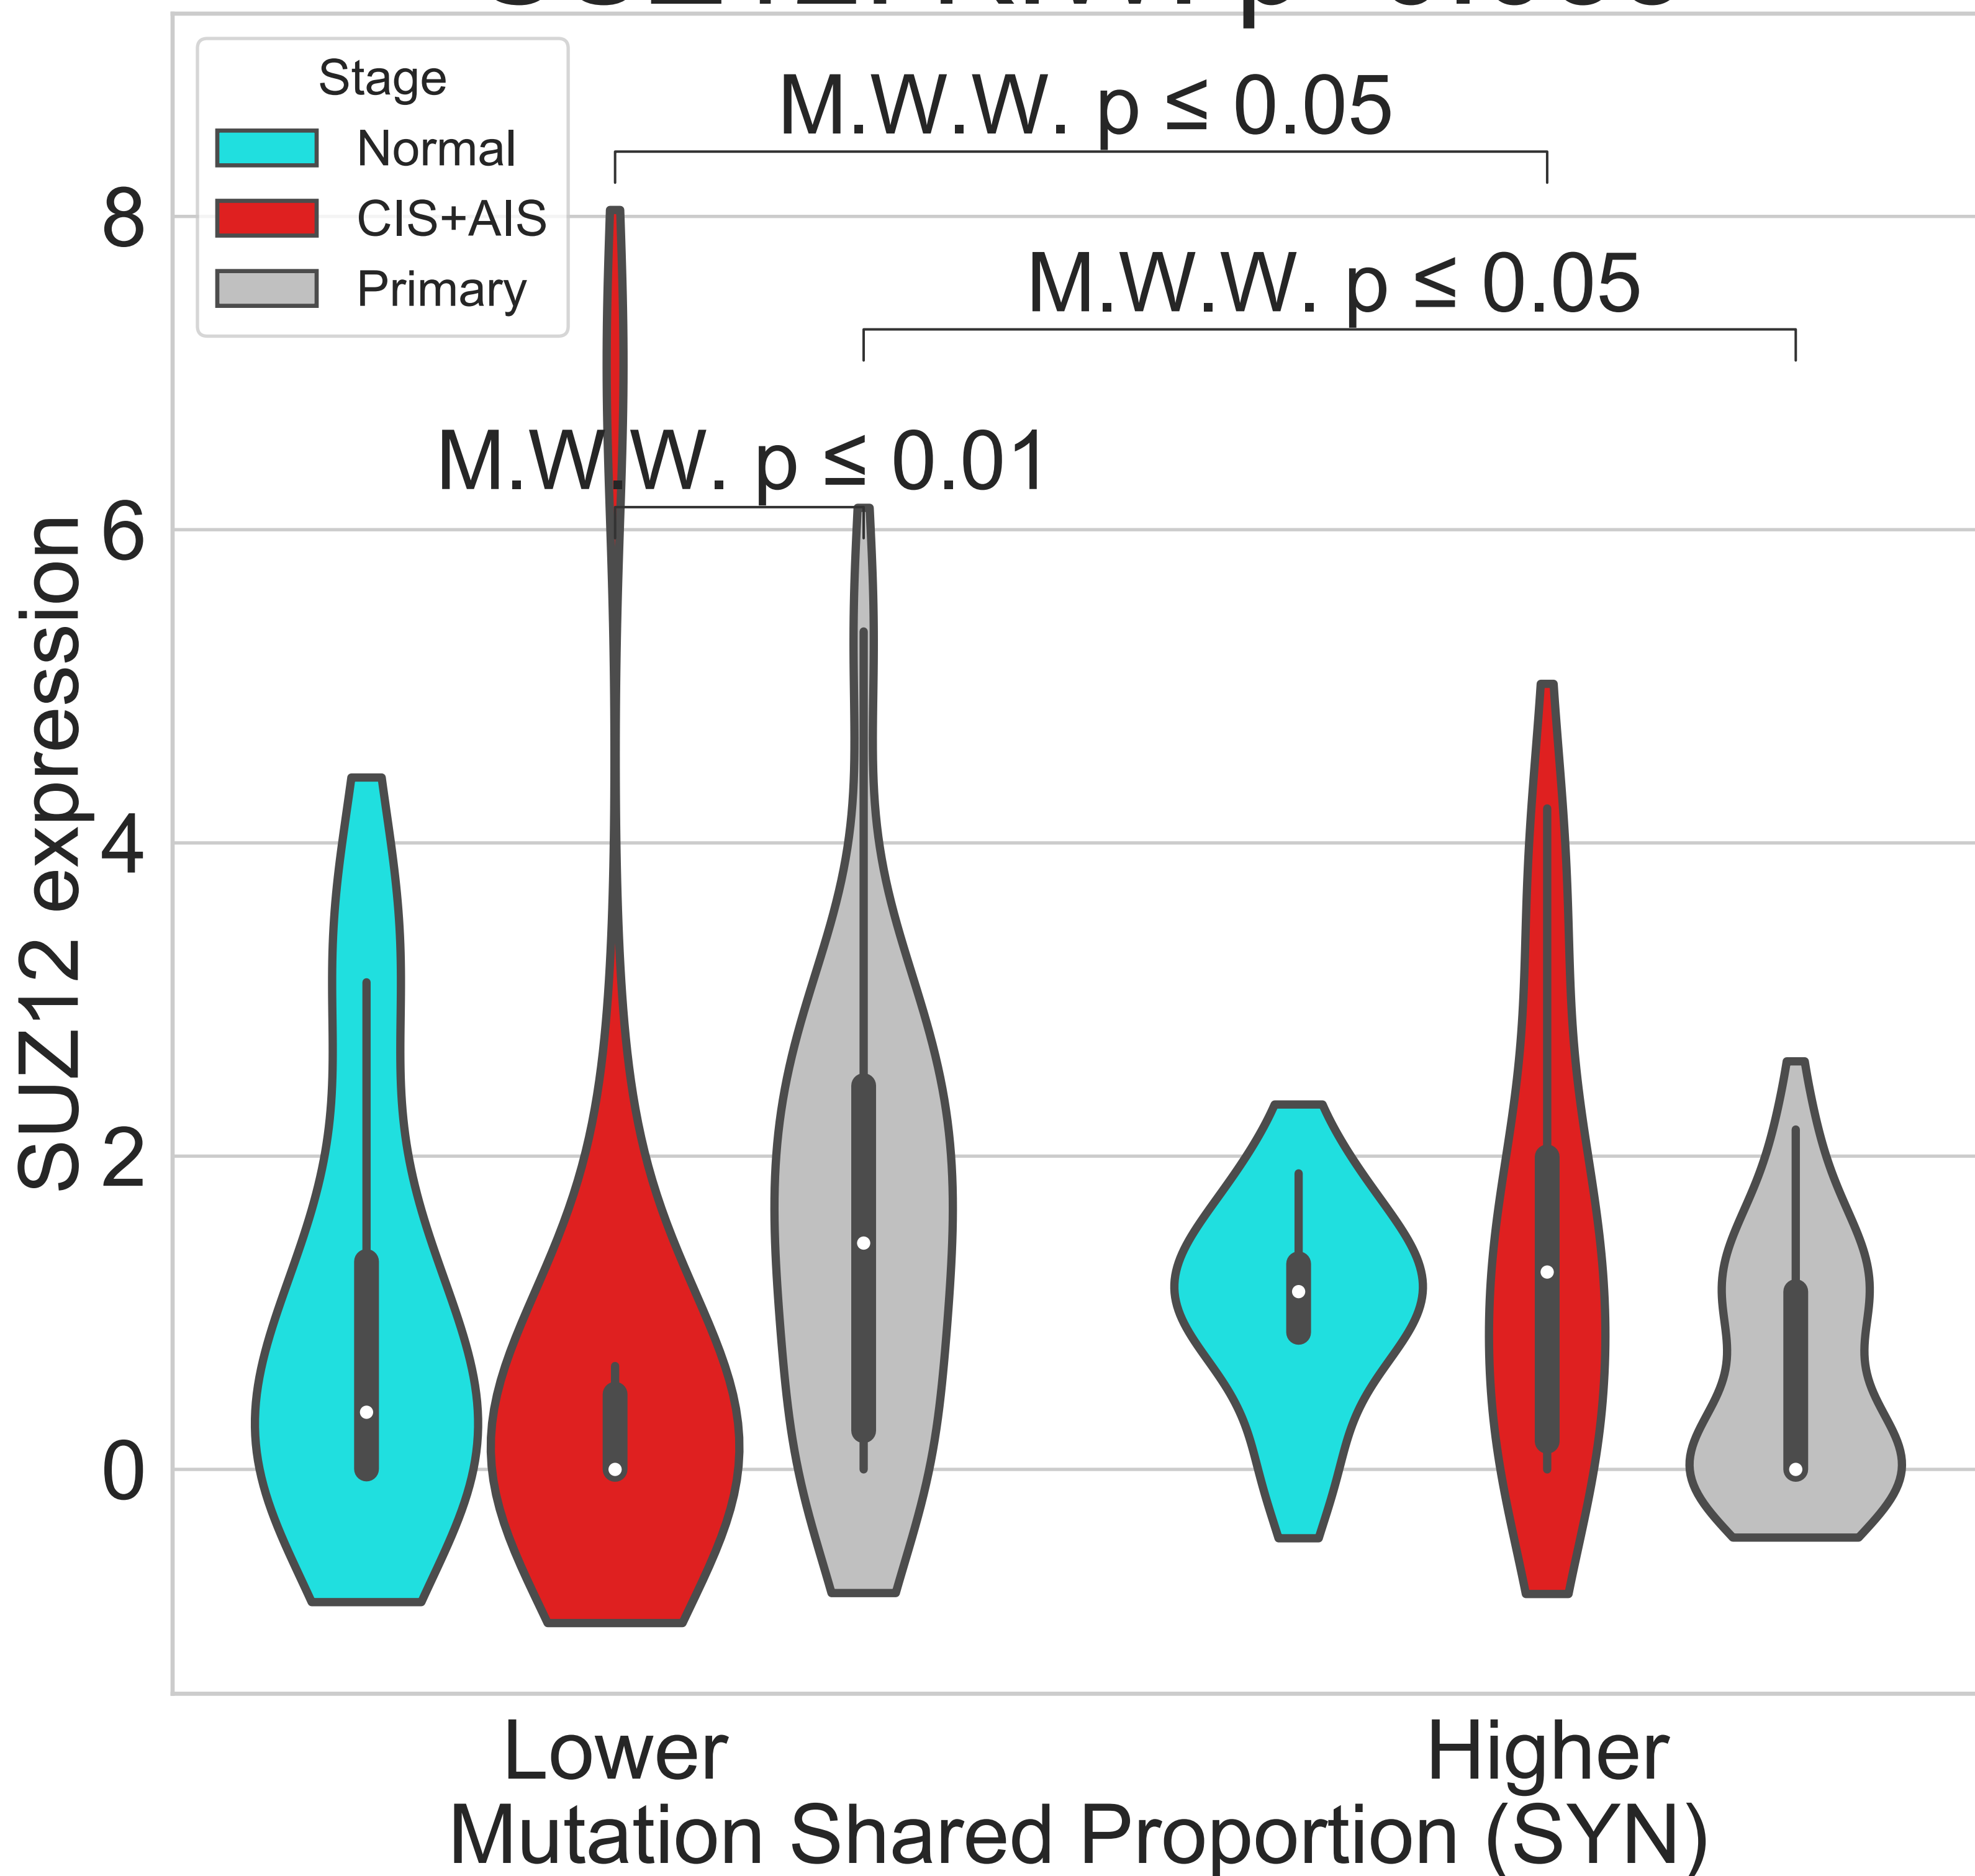 Stage
Normal
CIS+AIS
Primary
M.W.W. p ≤ 0.05
M.W.W. p ≤ 0.05
M.W.W. p ≤ 0.01
8
6
4
2
0
SUZ12 expression
Lower
Higher
Mutation Shared Proportion (SYN)